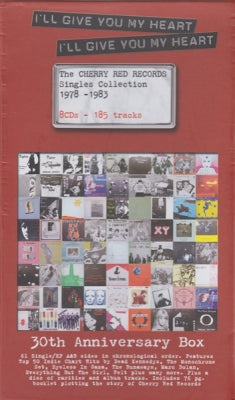 I'LL GIVE YOU MY HEART
I'LL GIVE YOU MY HEART
The CHERRY RED RECORDS
Singles Collection
1978 -1983
8CDs - 185 tracks
XY
30th Anniversary Box
61 Single/EP A&B sides in chronological order. Features
Top 50 Indie Chart Hits by Dead Kennedys, The Monochrome
Set, Eyeless In Gaza, The Runaways, Marc Bolan,
Everything But The Girl, Felt plus many more. Plus a
disc of rarities and album tracks. Includes 76 pg.
booklet plotting the story of Cherry Red Records